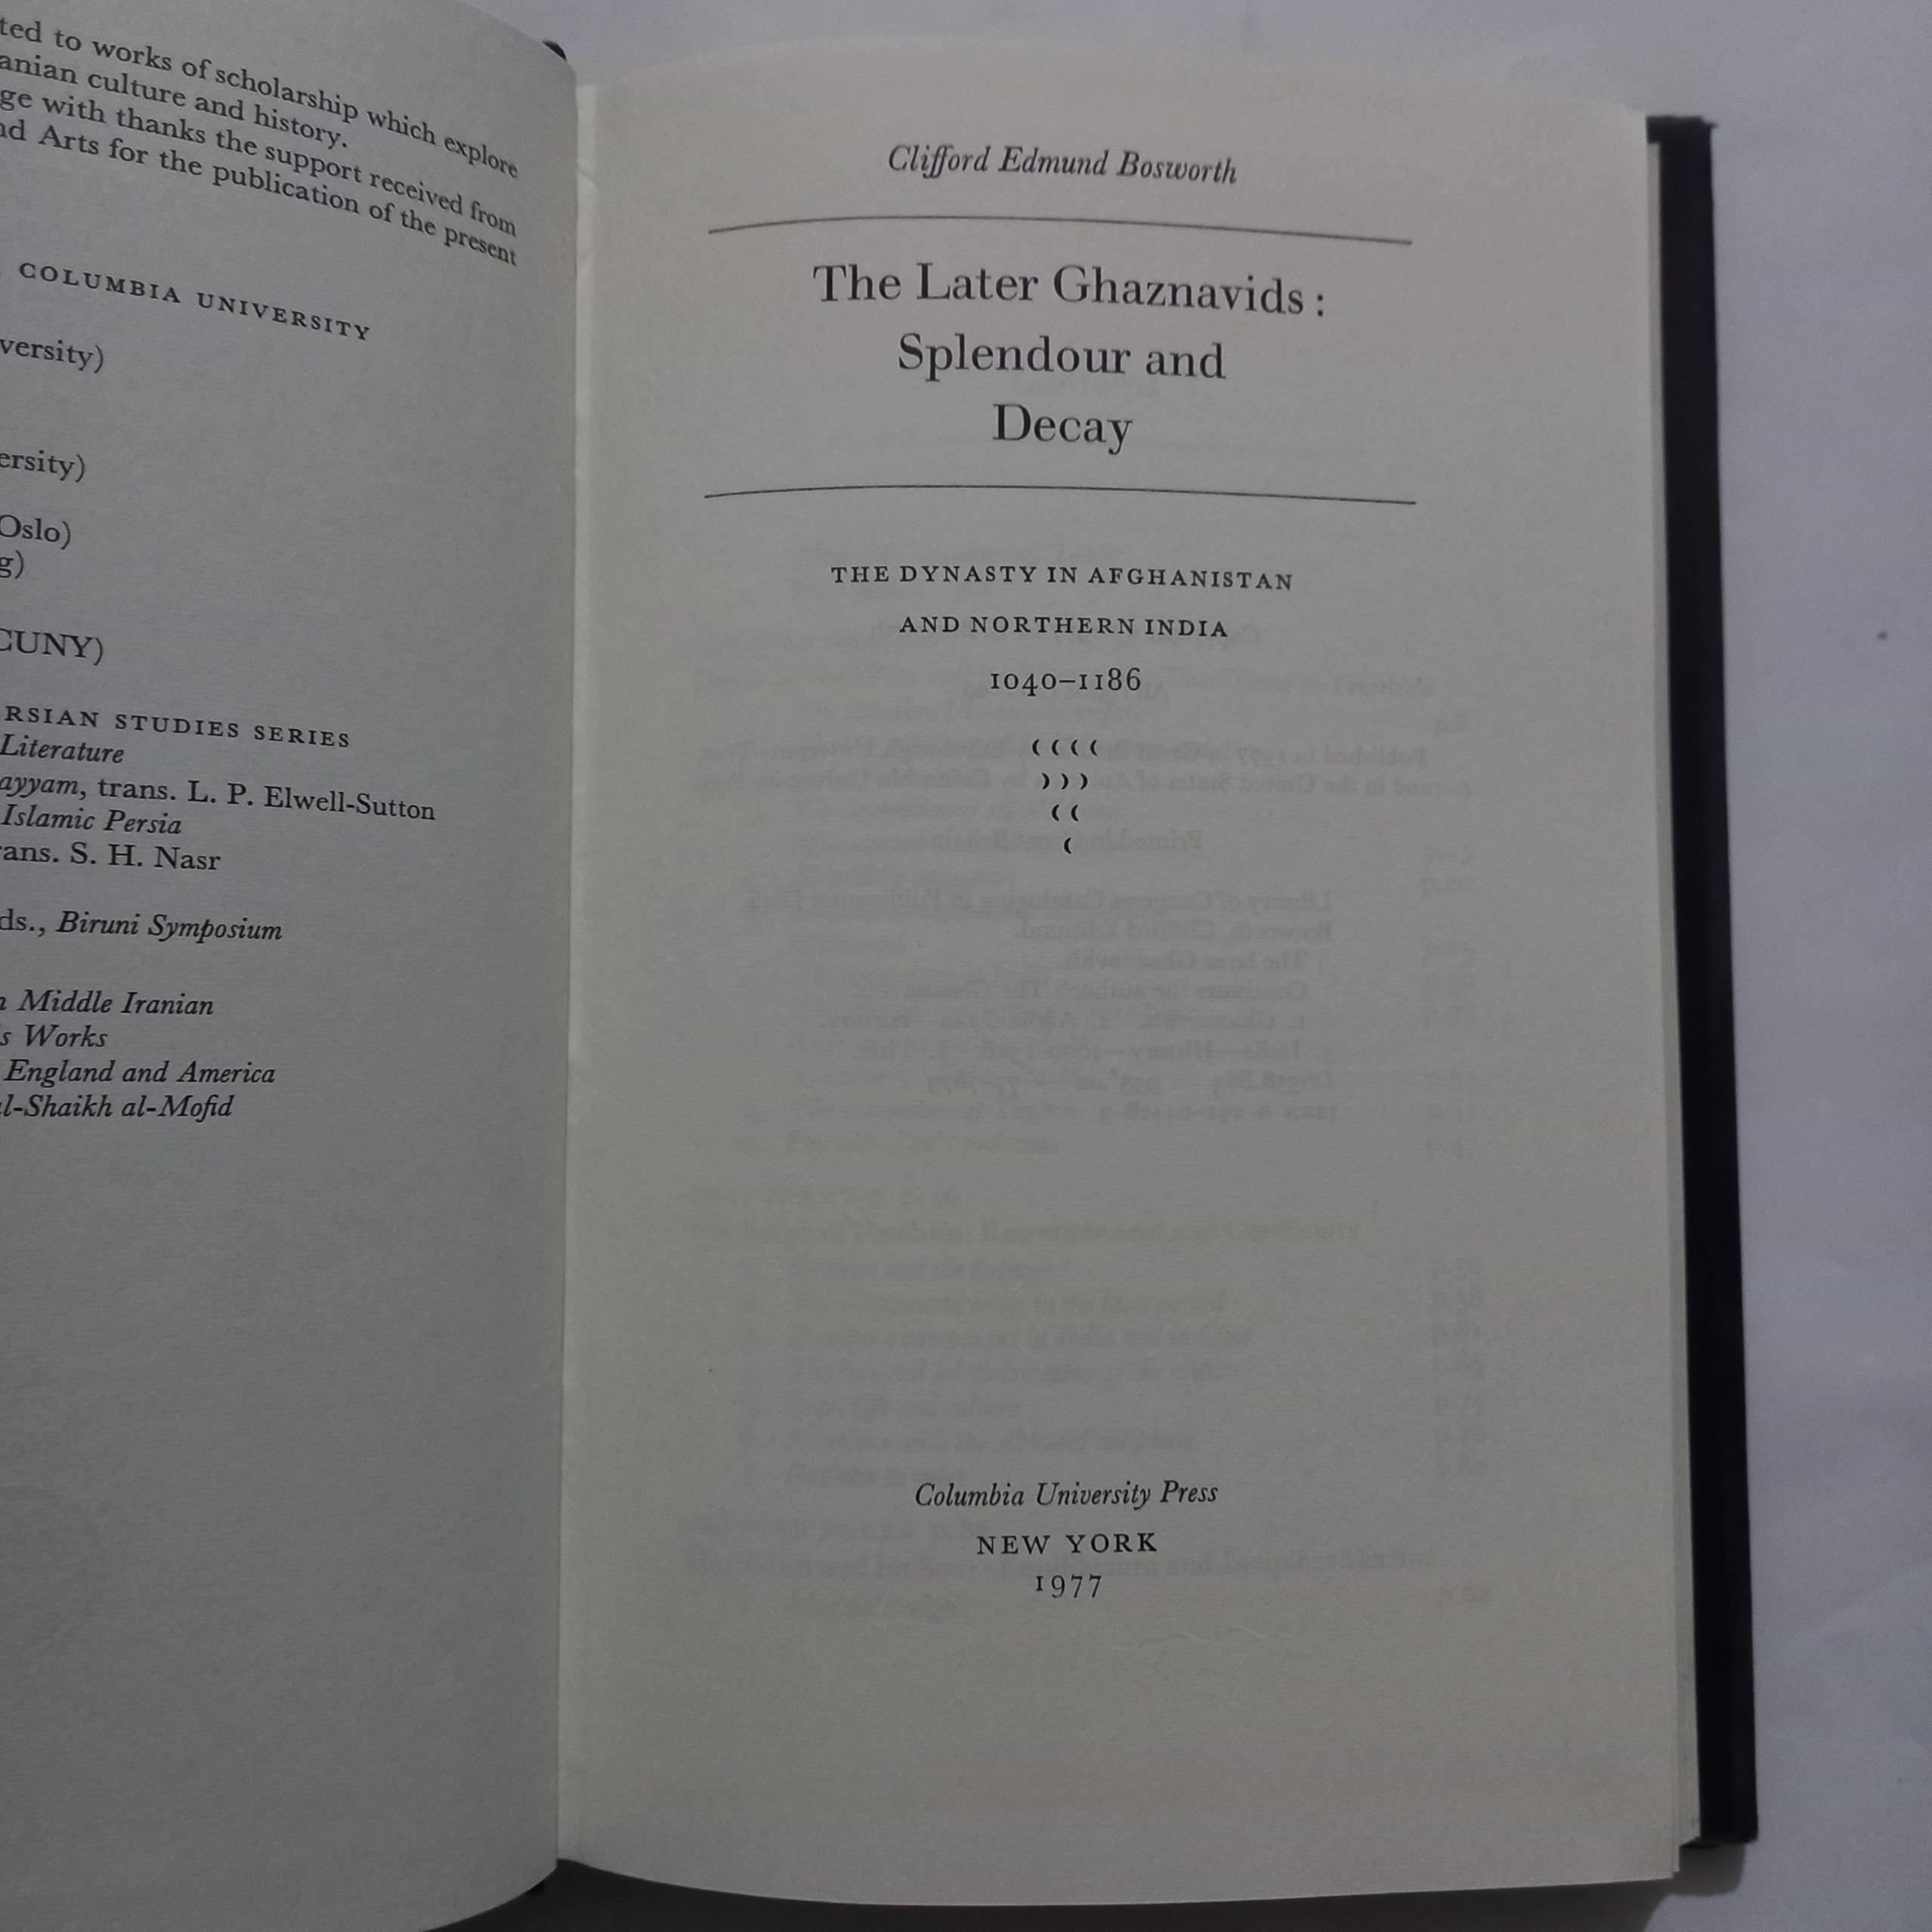 ted to works of scholarship which explore
anian culture and history.
ge with thanks the support received from
nd Arts for the publication of the present
COLUMBIA UNIVERSITY
versity)
ersity)
Oslo)
g)
CUNY)
RSIAN STUDIES SERIES
Literature
ayyam, trans. L. P. Elwell-Sutton
Islamic Persia
rans. S. H. Nasr
ds., Biruni Symposium
n Middle Iranian
s Works
England and America
al-Shaikh al-Mofid
Clifford Edmund Bosworth
The Later Ghaznavids:
Splendour and
Decay
THE DYNASTY IN AFGHANISTAN
AND NORTHERN INDIA
1040–1186
Columbia University Press
NEW YORK
1977